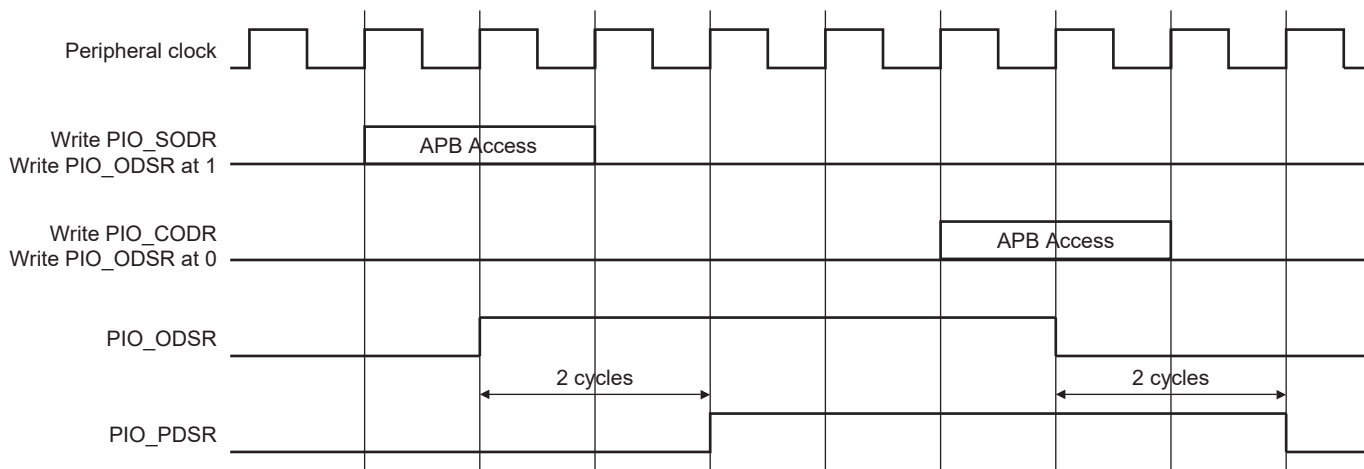 Peripheral clock
Write PIO_SODR
Write PIO_ODSR at 1
APB Access
Write PIO_CODR
Write PIO_ODSR at 0
APB Access
PIO_ODSR
2 cycles
2 cycles
PIO_PDSR